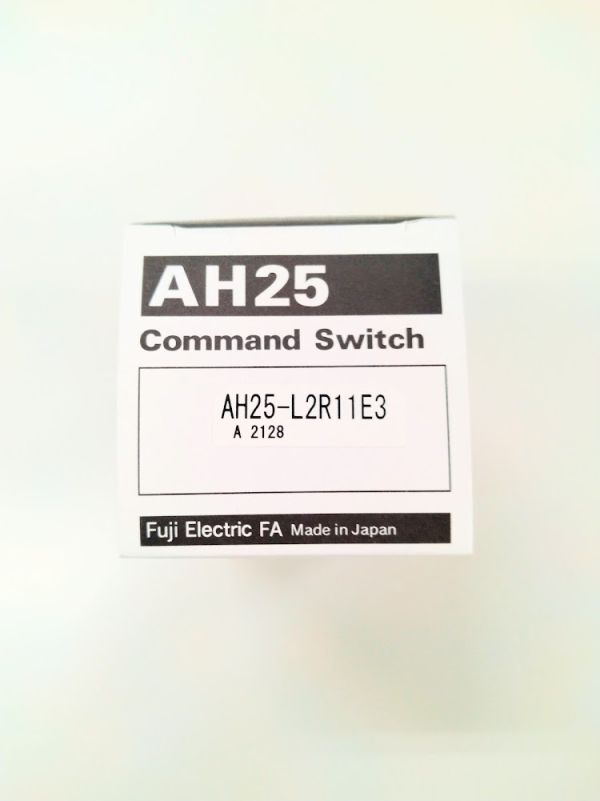 AH25
Command Switch
AH25-L2R11E3
A 2128
Fuji Electric FA Made in Japan